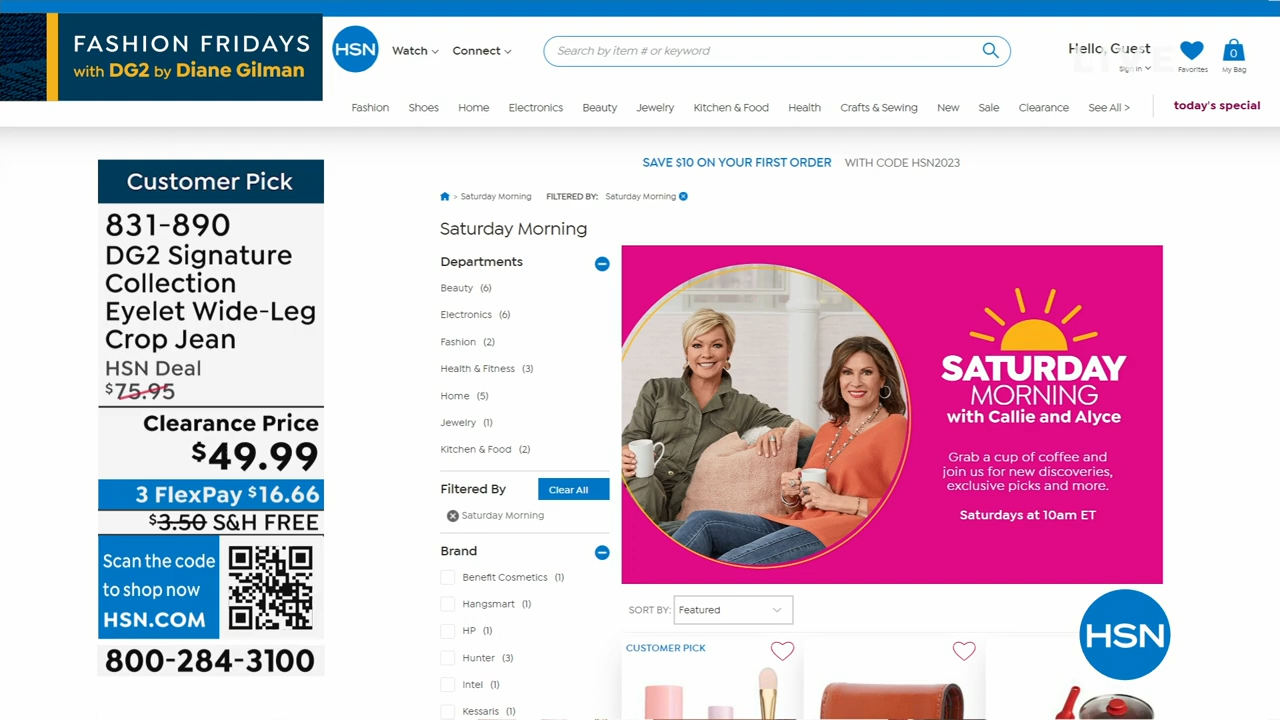 FASHION FRIDAYS
with DG2 by Diane Gilman
HSN
Watch
Connect
Search by item # or keyword
Hello, Guest
Sign In
Favorites
0
My Bag
LIVE
Fashion Shoes Home Electronics Beauty Jewelry Kitchen & Food Health Crafts & Sewing New Sale Clearance See All > today's special
Customer Pick
831-890
DG2 Signature
Collection
Eyelet Wide-Leg
Crop Jean
HSN Deal
$75.95
Clearance Price
$49.99
3 FlexPay $16.66
$3.50 S&H FREE
Scan the code
to shop now
HSN.COM
800-284-3100
SAVE $10 ON YOUR FIRST ORDER WITH CODE HSN2023
> Saturday Morning FILTERED BY: Saturday Morning
Saturday Morning
Departments
Beauty (6)
Electronics (6)
Fashion (2)
Health & Fitness (3)
Home (5)
Jewelry (1)
Kitchen & Food (2)
Filtered By
Clear All
Saturday Morning
Brand
Benefit Cosmetics (1)
Hangsmart (1)
HP (1)
Hunter (3)
Intel (1)
Kessaris (1)
SATURDAY
MORNING
with Callie and Alyce
Grab a cup of coffee and
join us for new discoveries,
exclusive picks and more.
Saturdays at 10am ET
SORT BY: Featured
CUSTOMER PICK
HSN